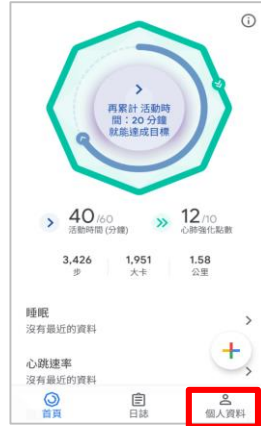 再累計 活動時
間：20 分鐘
就能達成目標
40/60
活動時間 (分鐘)
12/10
心肺強化點數
3,426
步
1,951
大卡
1.58
公里
睡眠
沒有最近的資料
心跳速率
沒有最近的資料
首頁
日誌
個人資料